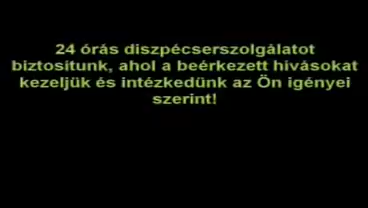 24 órás diszpécserszolgálatot
biztosítunk, ahol a beérkezett hívásokat
kezeljük és intézkedünk az Ön igényei
szerint!